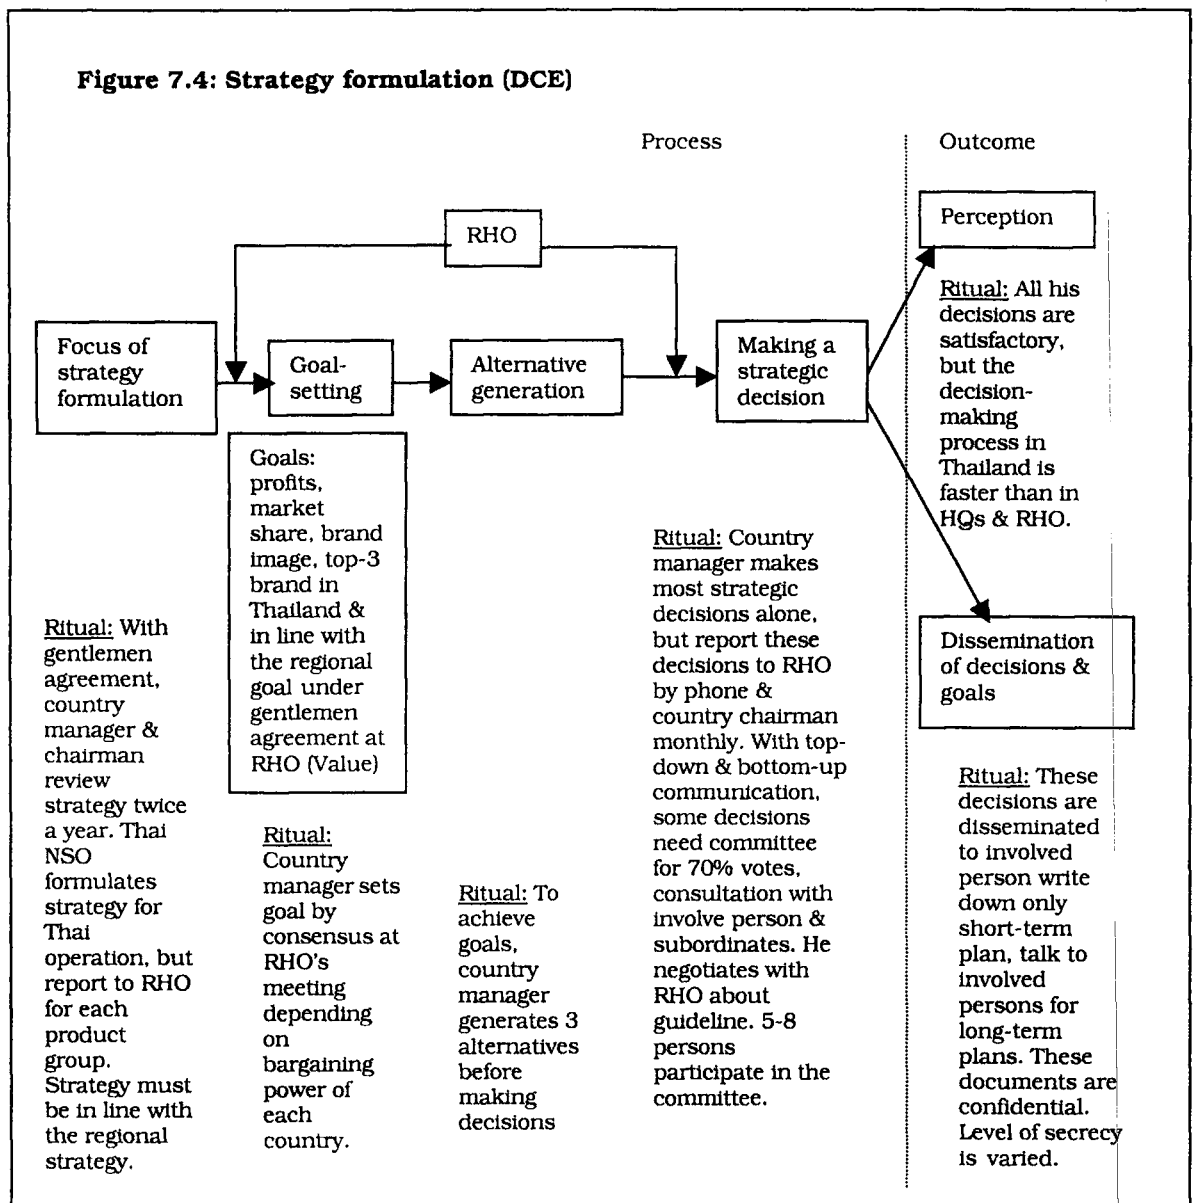 Figure 7.4: Strategy formulation (DCE)
Process
Outcome
RHO
Perception
Focus of
strategy
formulation
Goal-
setting
Alternative
generation
Making a
strategic
decision
Ritual: All his
decisions are
satisfactory,
but the
decision-
making
process in
Thailand is
faster than in
HQs & RHO.
Goals:
profits,
market
share, brand
image, top-3
brand in
Thailand &
in line with
the regional
goal under
gentlemen
agreement at
RHO (Value)
Dissemination
of decisions &
goals
Ritual: With
gentlemen
agreement,
country
manager &
chairman
review
strategy twice
a year. Thai
NSO
formulates
strategy for
Thai
operation, but
report to RHO
for each
product
group.
Strategy must
be in line with
the regional
strategy.
Ritual:
Country
manager sets
goal by
consensus at
RHO's
meeting
depending
on
bargaining
power of
each
country.
Ritual: To
achieve
goals,
country
manager
generates 3
alternatives
before
making
decisions
Ritual: Country
manager makes
most strategic
decisions alone,
but report these
decisions to RHO
by phone &
country chairman
monthly. With top-
down & bottom-up
communication,
some decisions
need committee
for 70% votes,
consultation with
involve person &
subordinates. He
negotiates with
RHO about
guideline. 5-8
persons
participate in the
committee.
Ritual: These
decisions are
disseminated
to involved
person write
down only
short-term
plan, talk to
involved
persons for
long-term
plans. These
documents are
confidential.
Level of secrecy
is varied.